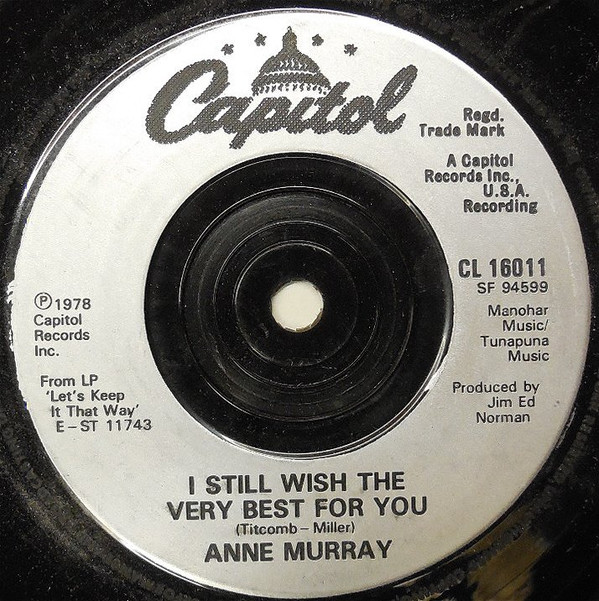 Capitol
Regd.
Trade Mark
A Capitol
Records Inc.,
U.S.A.
Recording
CL 16011
SF 94599
Manohar
Music/
Tunapuna
Music
Produced by
Jim Ed
Norman
Ⓟ 1978
Capitol
Records
Inc.
From LP
'Let's Keep
It That Way'
E-ST 11743
I STILL WISH THE
VERY BEST FOR YOU
(Titcomb - Miller)
ANNE MURRAY